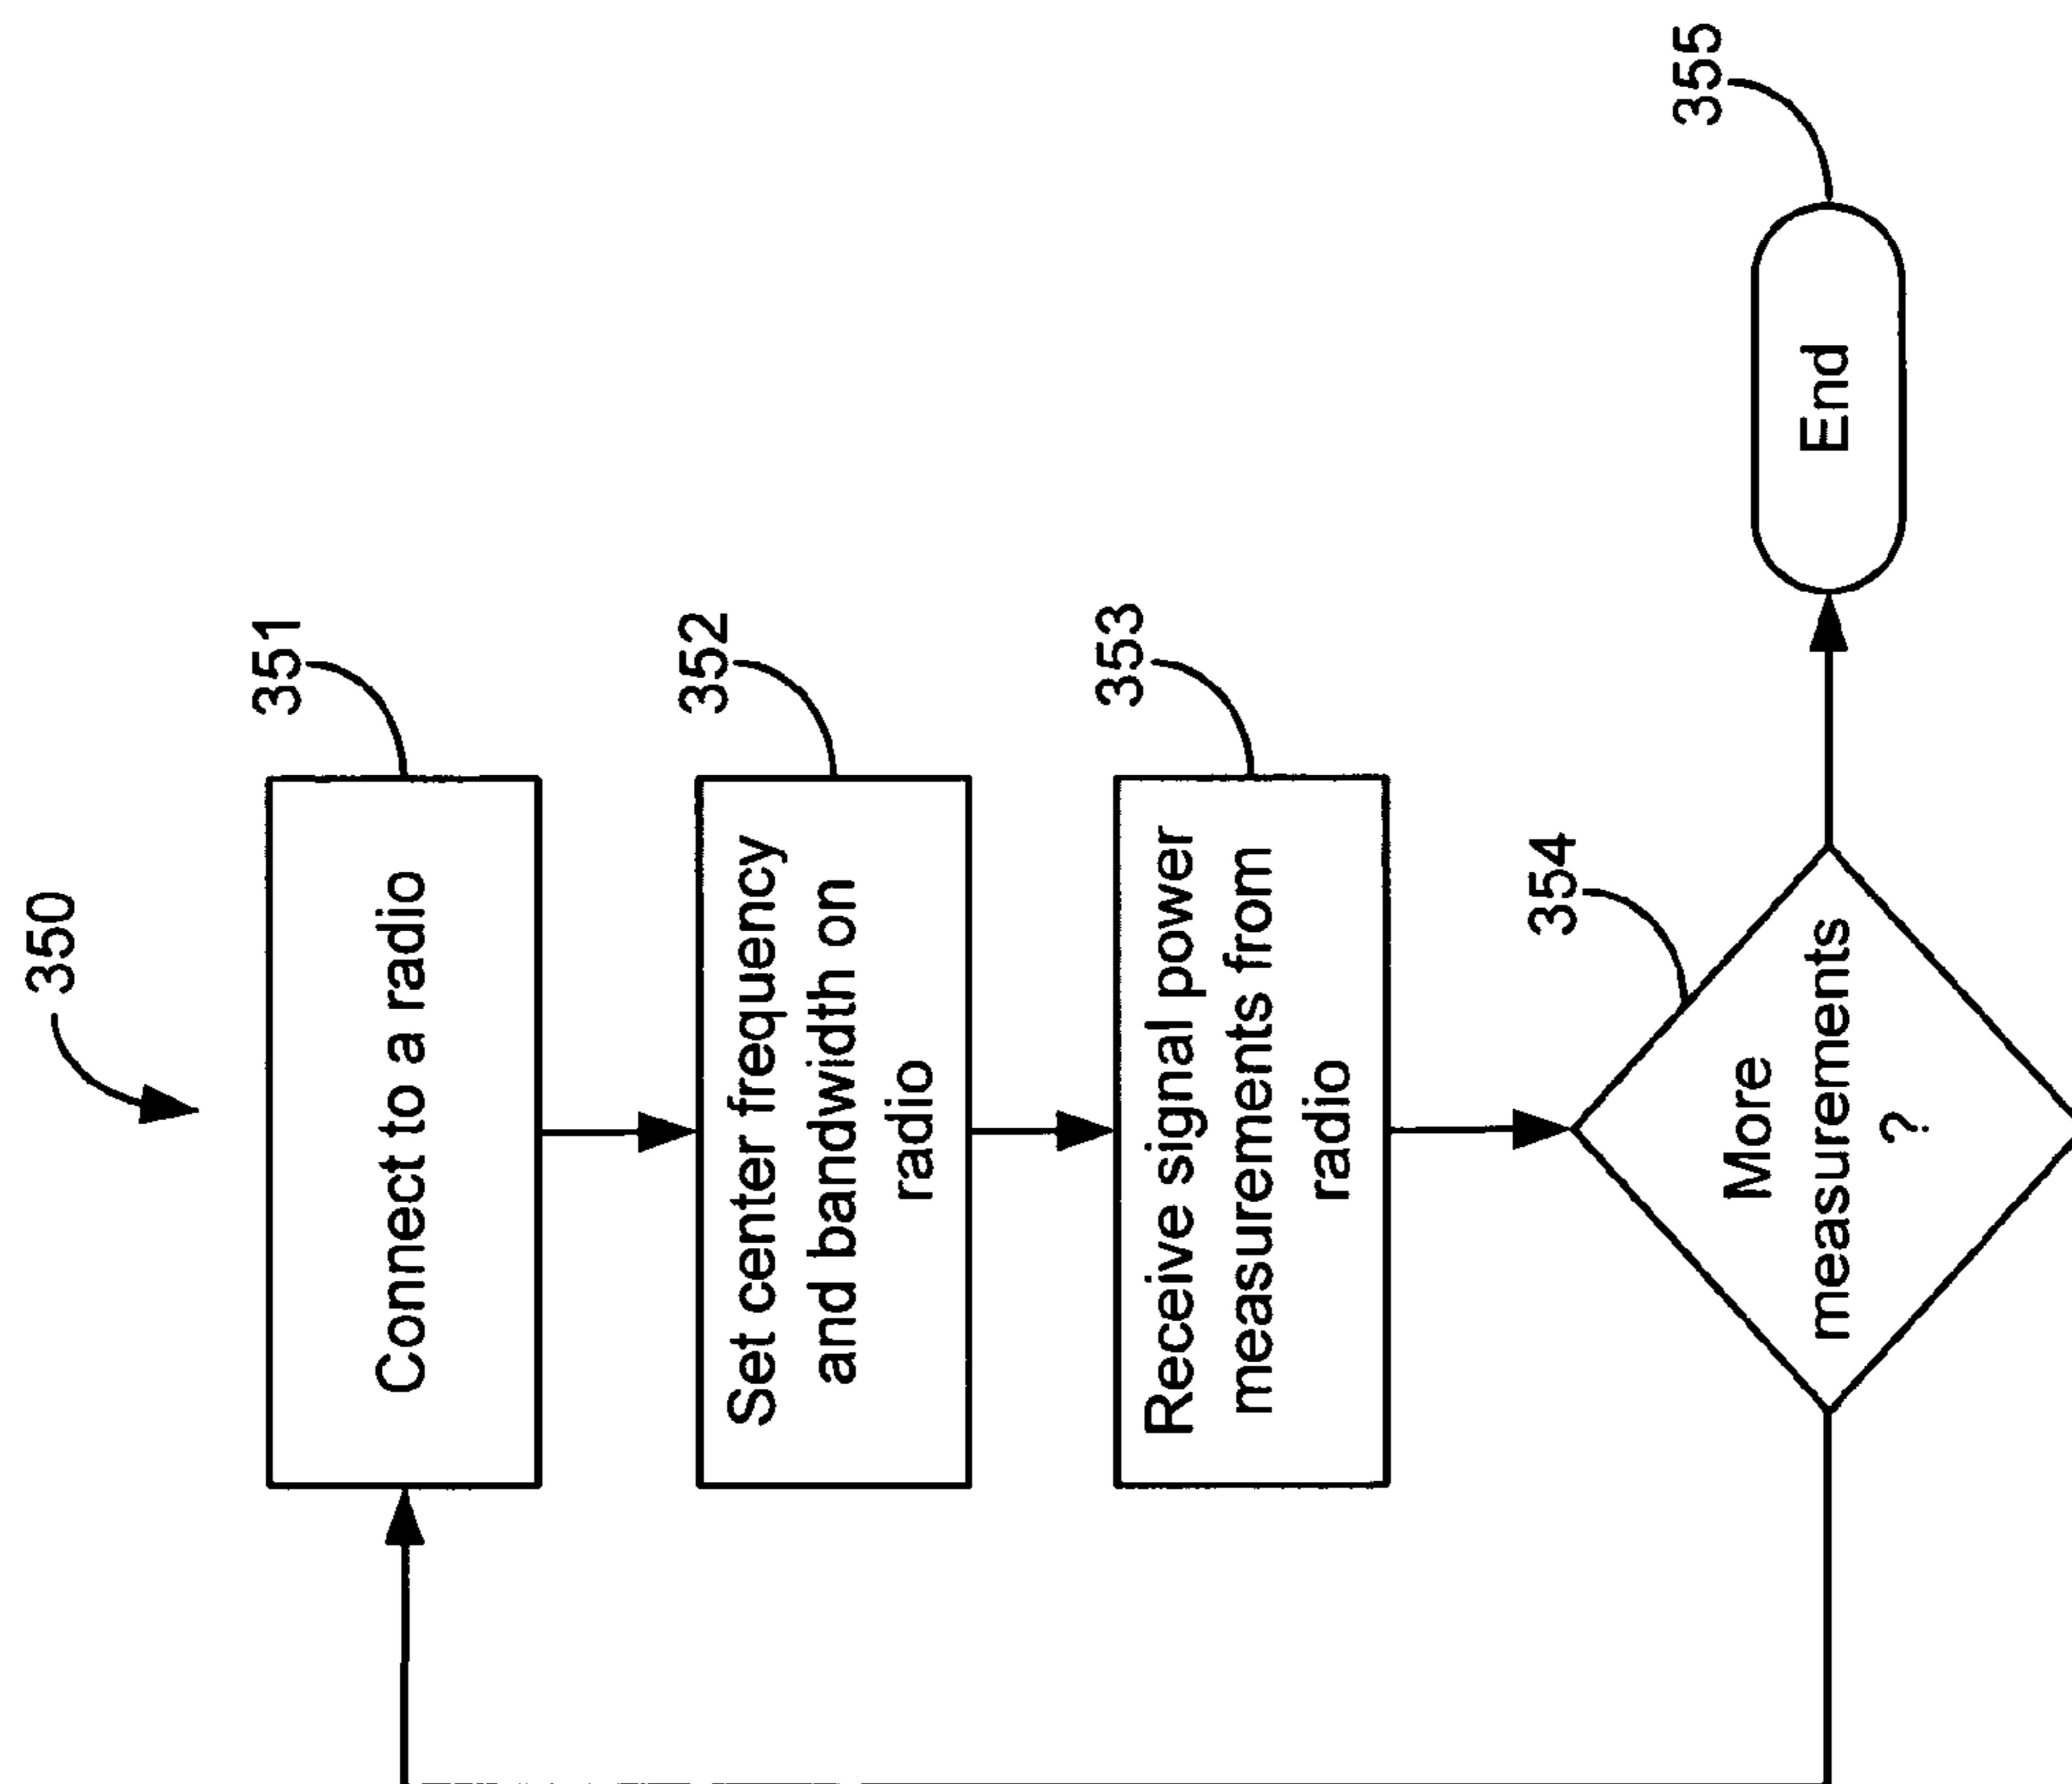 350
351
Connect to a radio
352
Set center frequency
and bandwidth on
radio
353
Receive signal power
measurements from
radio
354
More
measurements
?
355
End